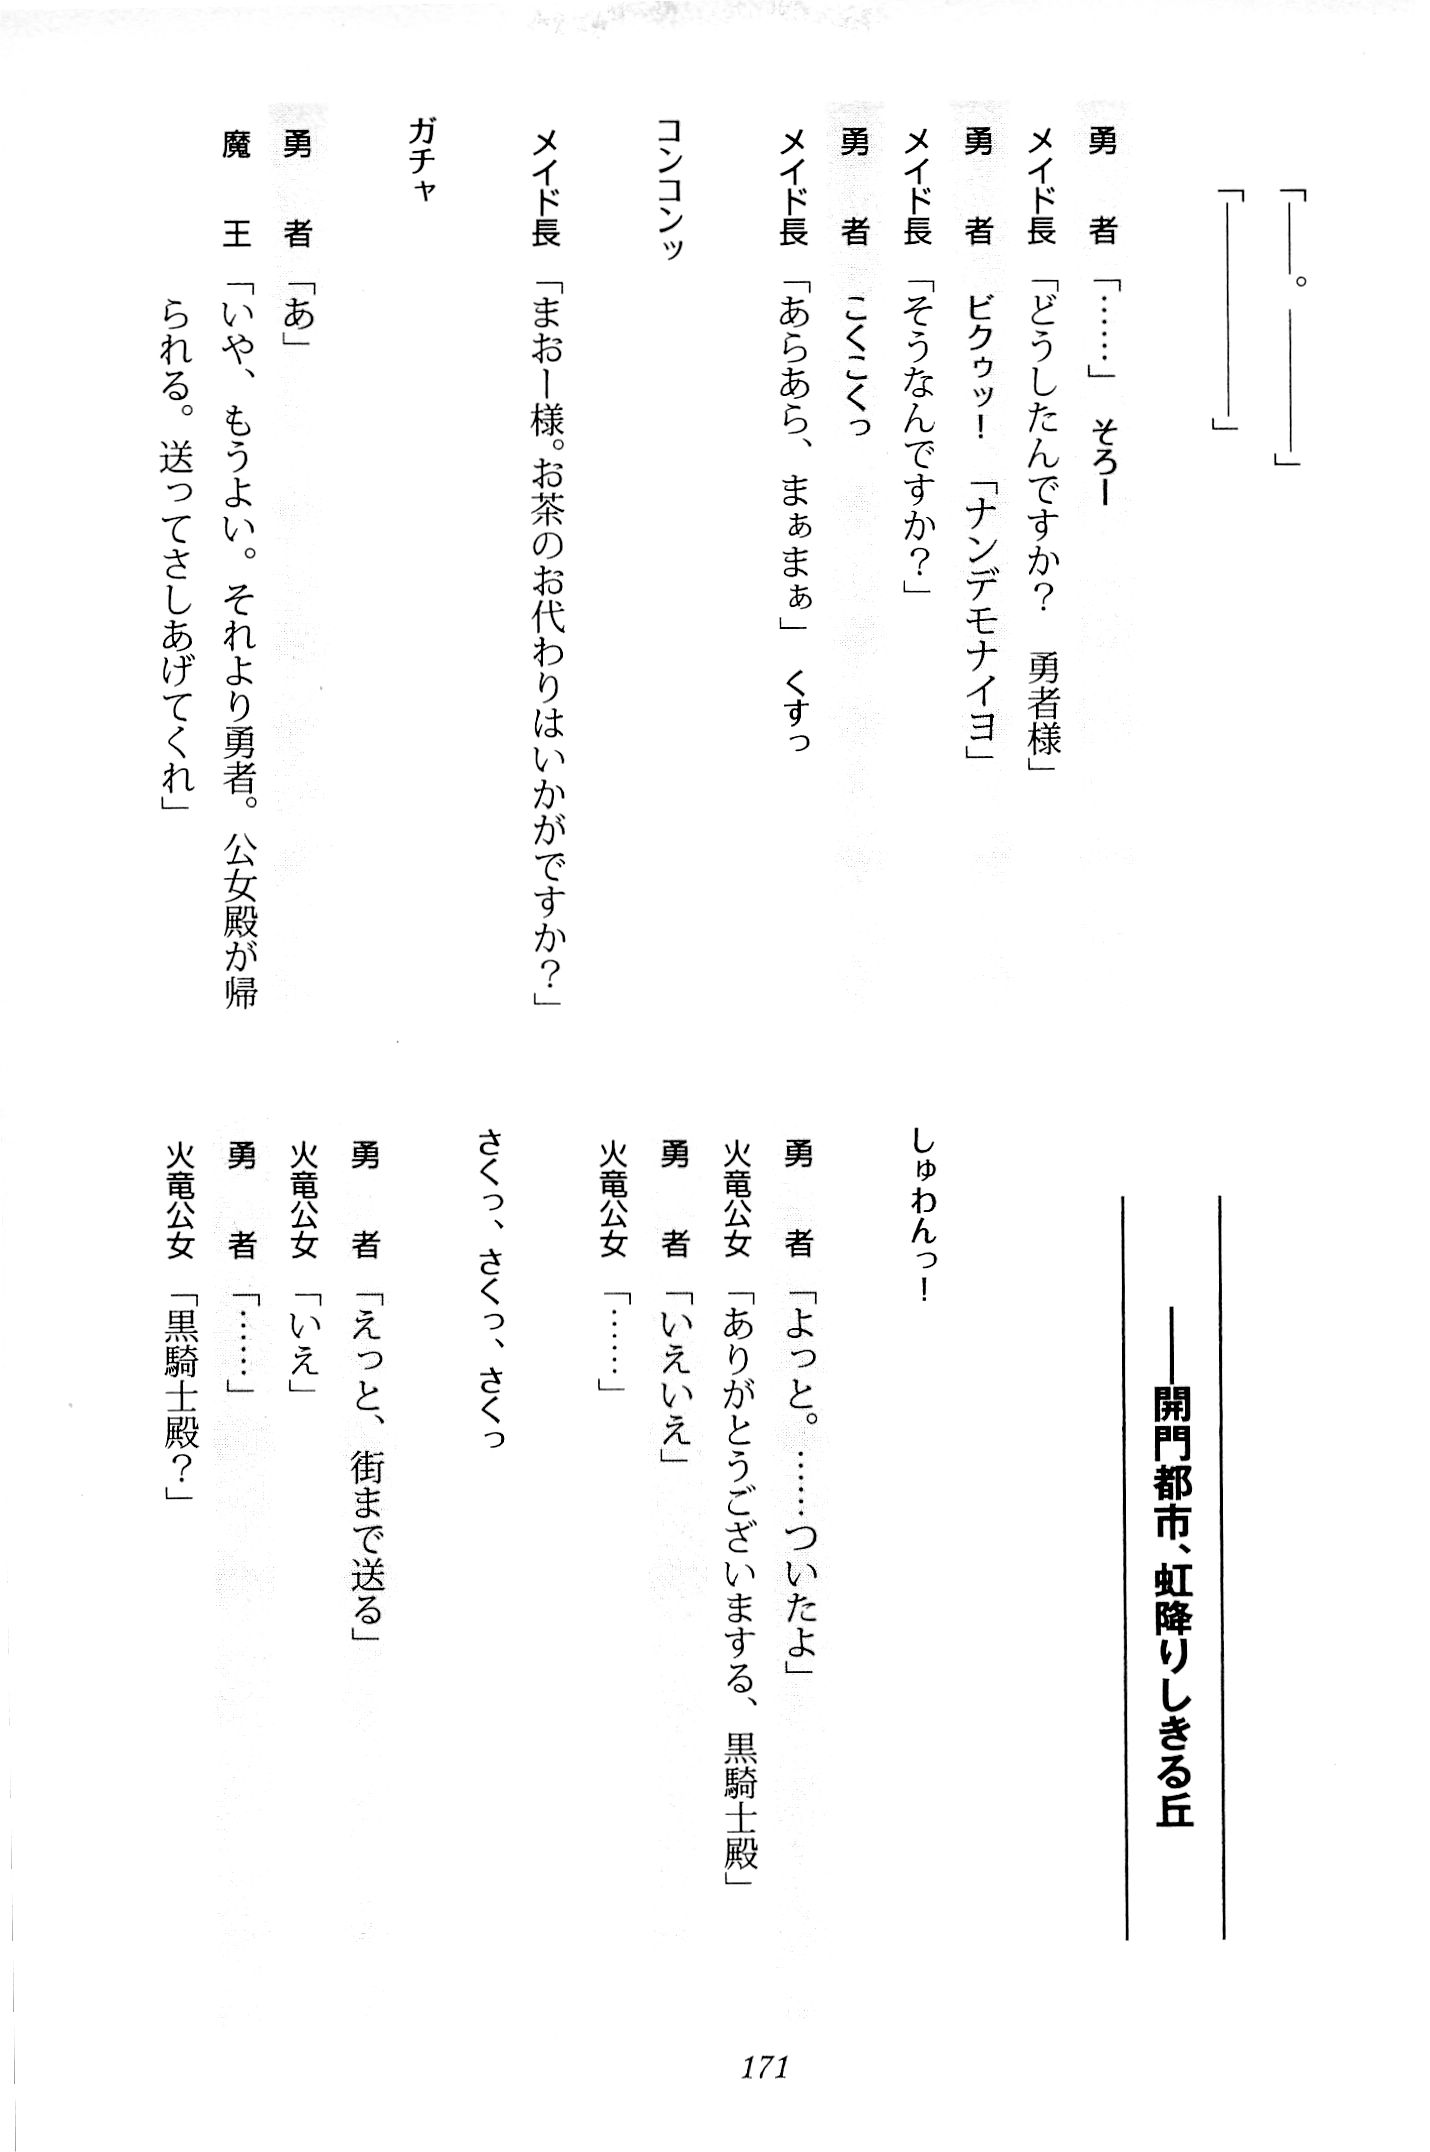 「――。――――」
「――――――」
勇　者「……」　そろー
メイド長「どうしたんですか？　勇者様」
勇　者　ビクゥッ！　「ナンデモナイヨ」
メイド長「そうなんですか？」
勇　者　こくこくっ
メイド長「あらあら、まぁまぁ」　くすっ
コンコンッ
メイド長「まおー様。お茶のお代わりはいかがですか？」
ガチャ
勇　者「あ」
魔　王「いや、もうよい。それより勇者。公女殿が帰
られる。送ってさしあげてくれ」
――開門都市、虹降りしきる丘
しゅわんっ！
勇　者「よっと。……ついたよ」
火竜公女「ありがとうございまする、黒騎士殿」
勇　者「いえいえ」
火竜公女「……」
さくっ、さくっ、さくっ
勇　者「えっと、街まで送る」
火竜公女「いえ」
勇　者「……」
火竜公女「黒騎士殿？」
171